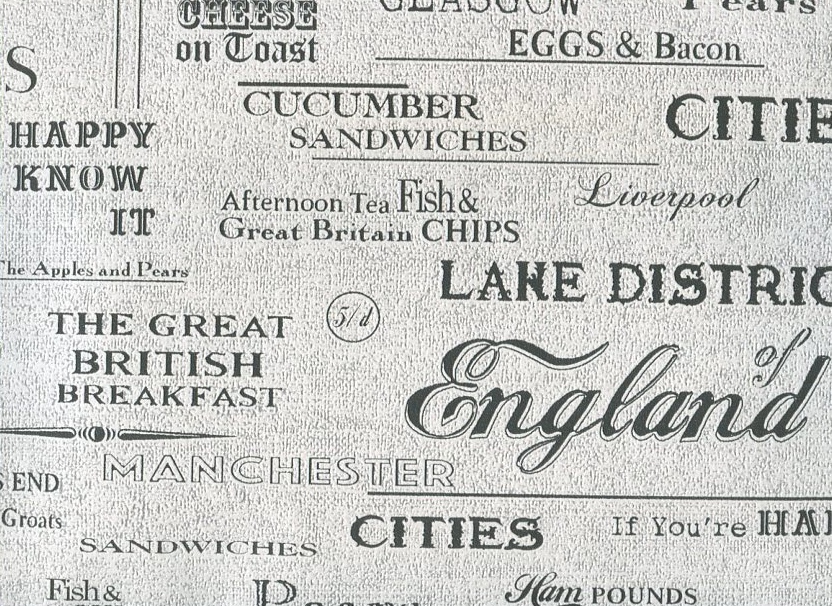 CHEESE
on Toast
GLASGOW
Pears
EGGS & Bacon
S
CUCUMBER
SANDWICHES
CITIE
HAPPY
KNOW
IT
Afternoon Tea Fish &
Great Britain CHIPS
Liverpool
The Apples and Pears
LAKE DISTRIC
THE GREAT
BRITISH
BREAKFAST
5/d
of
England
MANCHESTER
S END
Groats
SANDWICHES
CITIES
If You're HA
Fish &
Ham POUNDS